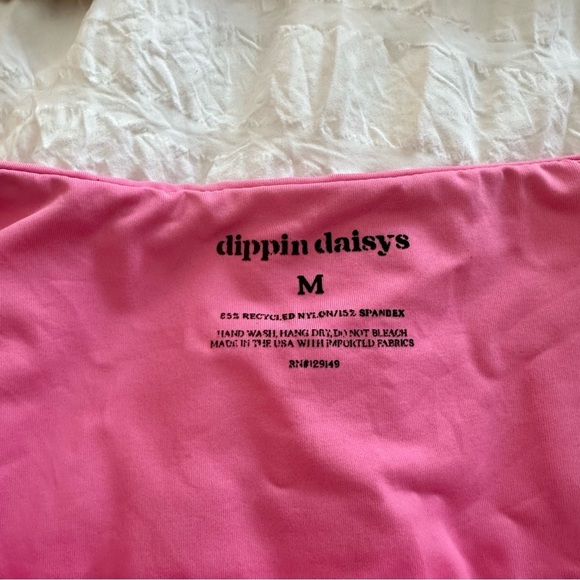 dippin daisys
M
85% RECYCLED NYLON/15% SPANDEX
HAND WASH, HANG DRY, DO NOT BLEACH
MADE IN THE USA WITH IMPORTED FABRICS
RN#129149